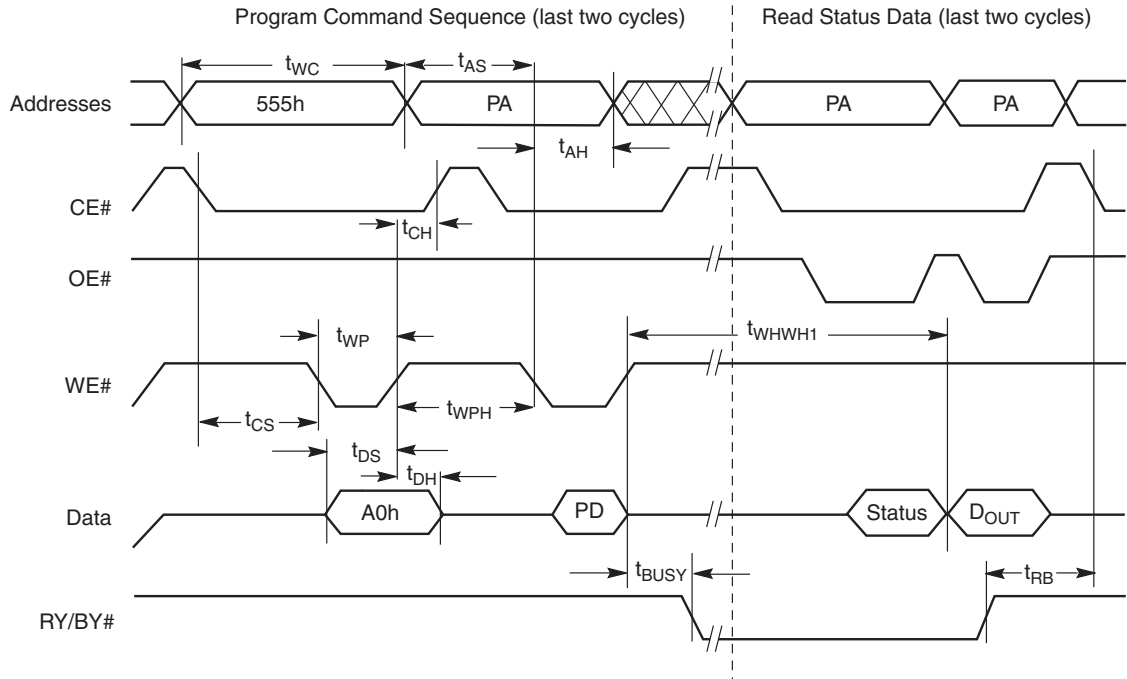 Program Command Sequence (last two cycles) Read Status Data (last two cycles)
tWC tAS
Addresses 555h PA PA PA
tAH
CE#
tCH
OE#
tWP tWHWH1
WE#
tCS tWPH
tDS
tDH
Data A0h PD Status DOUT
tBUSY tRB
RY/BY#